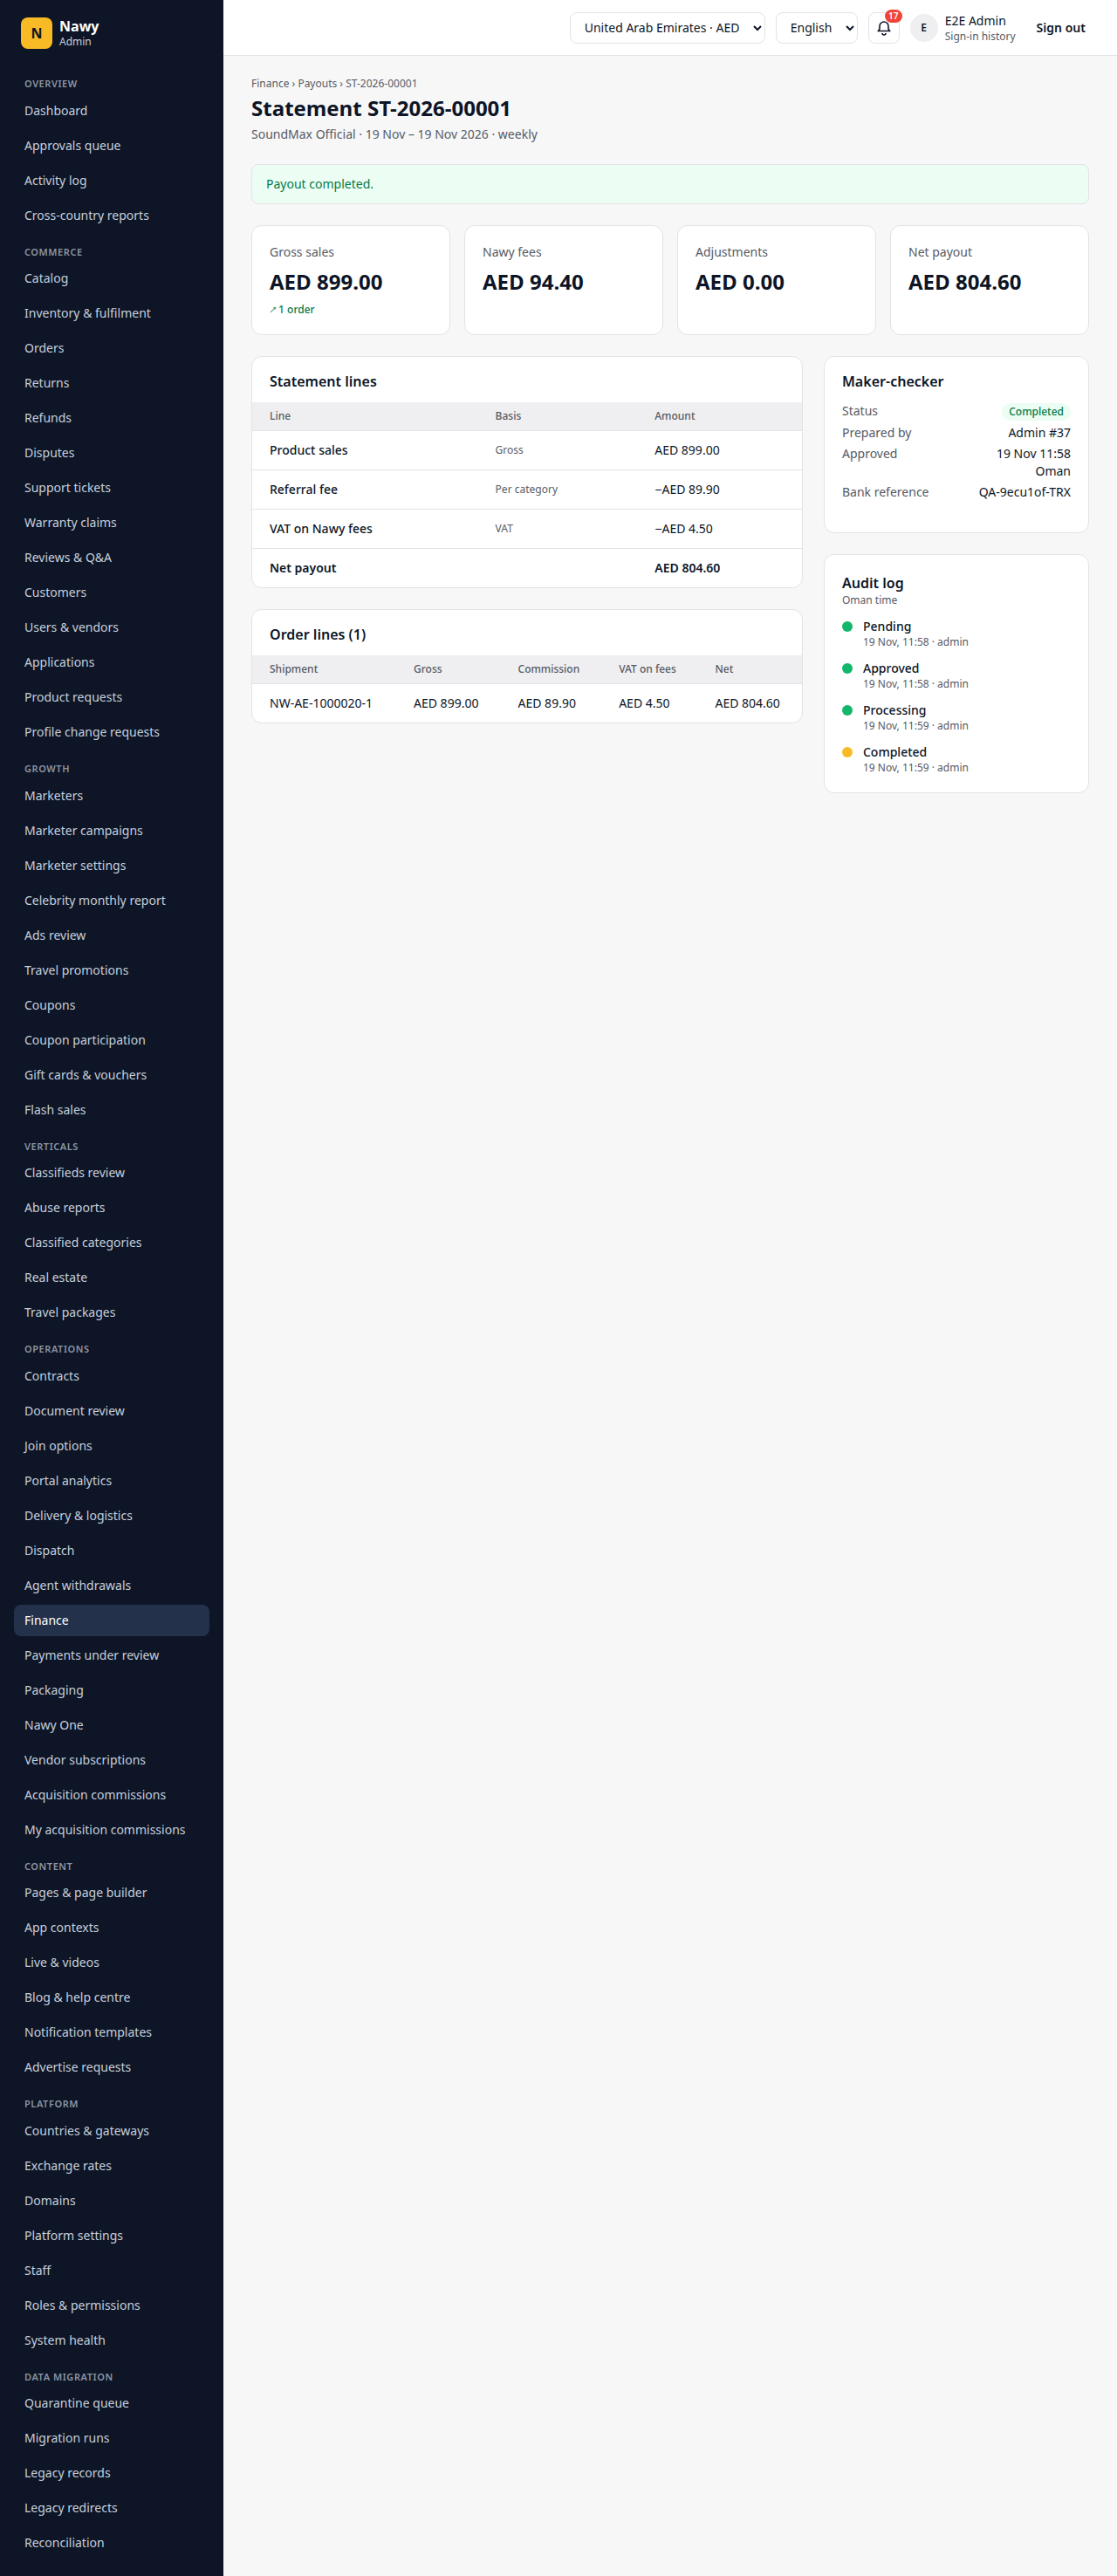 N
Nawy
Admin
OVERVIEW
Dashboard
Approvals queue
Activity log
Cross-country reports
COMMERCE
Catalog
Inventory & fulfilment
Orders
Returns
Refunds
Disputes
Support tickets
Warranty claims
Reviews & Q&A
Customers
Users & vendors
Applications
Product requests
Profile change requests
GROWTH
Marketers
Marketer campaigns
Marketer settings
Celebrity monthly report
Ads review
Travel promotions
Coupons
Coupon participation
Gift cards & vouchers
Flash sales
VERTICALS
Classifieds review
Abuse reports
Classified categories
Real estate
Travel packages
OPERATIONS
Contracts
Document review
Join options
Portal analytics
Delivery & logistics
Dispatch
Agent withdrawals
Finance
Payments under review
Packaging
Nawy One
Vendor subscriptions
Acquisition commissions
My acquisition commissions
CONTENT
Pages & page builder
App contexts
Live & videos
Blog & help centre
Notification templates
Advertise requests
PLATFORM
Countries & gateways
Exchange rates
Domains
Platform settings
Staff
Roles & permissions
System health
DATA MIGRATION
Quarantine queue
Migration runs
Legacy records
Legacy redirects
Reconciliation
United Arab Emirates · AED
English
17
E
E2E Admin
Sign-in history
Sign out
Finance › Payouts › ST-2026-00001
Statement ST-2026-00001
SoundMax Official · 19 Nov – 19 Nov 2026 · weekly
Payout completed.
Gross sales
AED 899.00
↗ 1 order
Nawy fees
AED 94.40
Adjustments
AED 0.00
Net payout
AED 804.60
Statement lines
Line Basis Amount
Product sales Gross AED 899.00
Referral fee Per category −AED 89.90
VAT on Nawy fees VAT −AED 4.50
Net payout AED 804.60
Order lines (1)
Shipment Gross Commission VAT on fees Net
NW-AE-1000020-1 AED 899.00 AED 89.90 AED 4.50 AED 804.60
Maker-checker
Status Completed
Prepared by Admin #37
Approved 19 Nov 11:58
Oman
Bank reference QA-9ecu1of-TRX
Audit log
Oman time
Pending
19 Nov, 11:58 · admin
Approved
19 Nov, 11:58 · admin
Processing
19 Nov, 11:59 · admin
Completed
19 Nov, 11:59 · admin